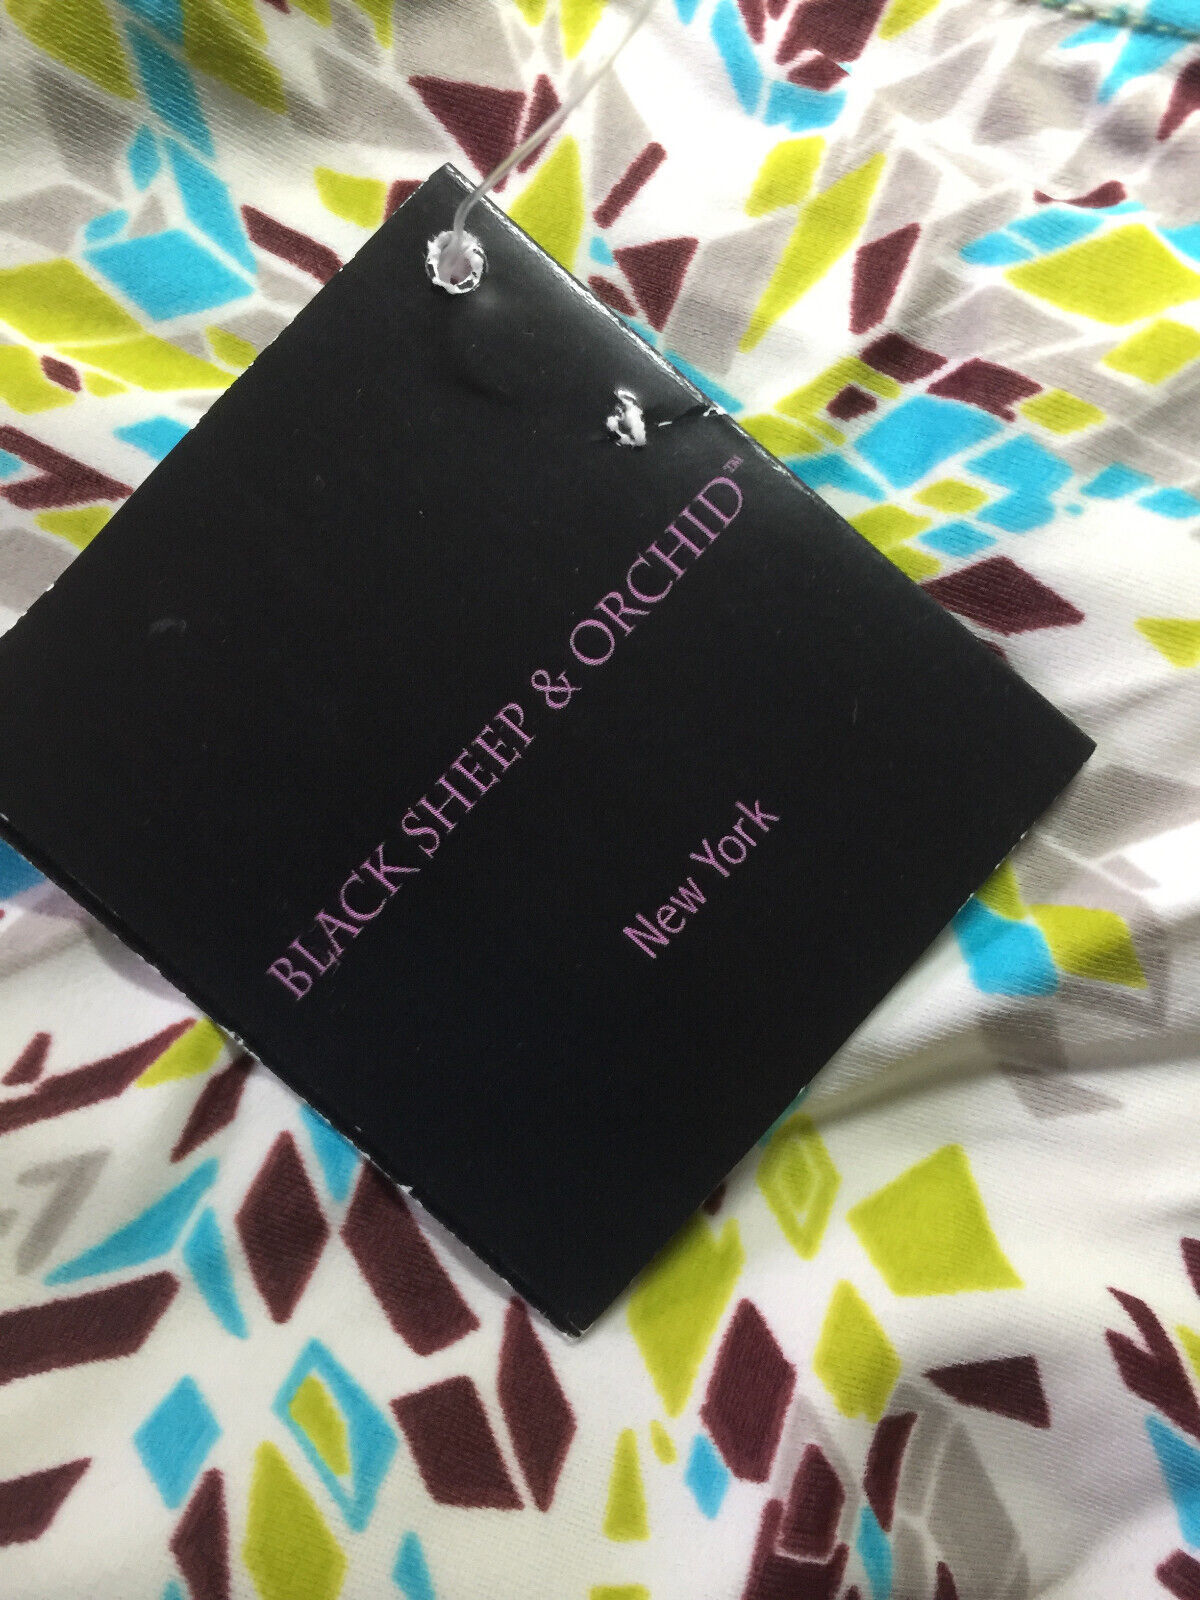 BLACK SHEEP & ORCHID™
New York